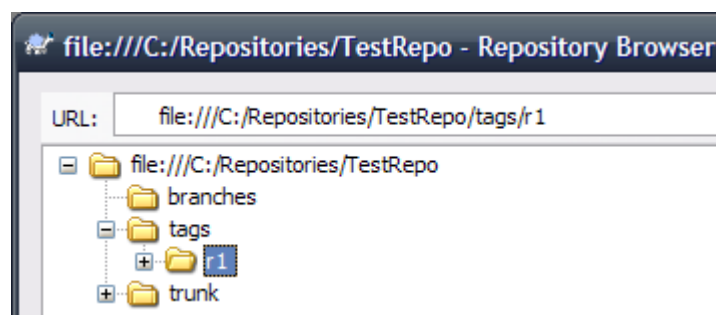 file:///C:/Repositories/TestRepo - Repository Browser
URL: file:///C:/Repositories/TestRepo/tags/r1
file:///C:/Repositories/TestRepo
branches
tags
r1
trunk